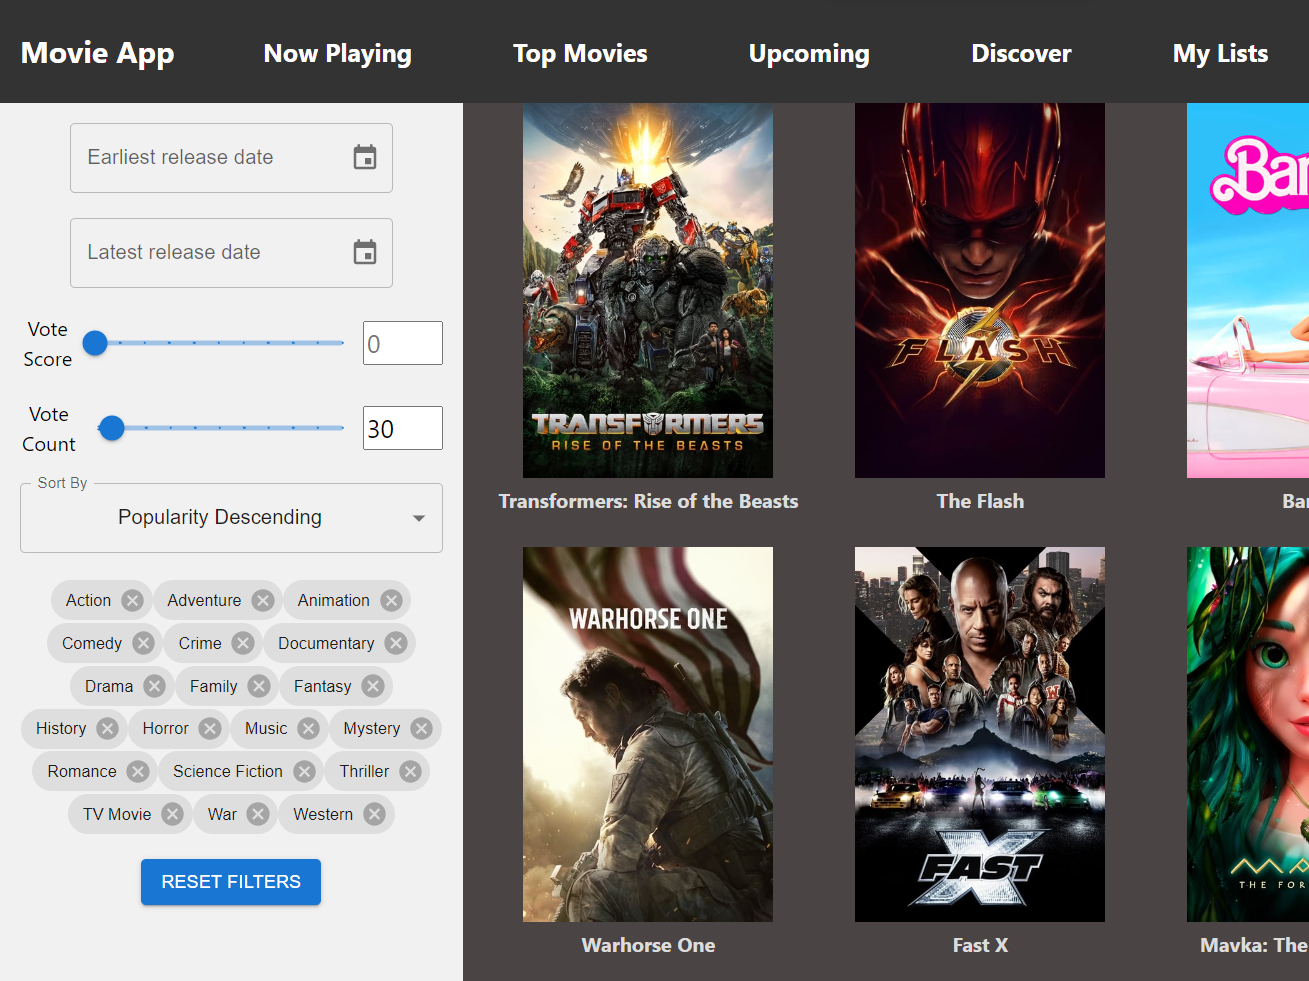 Movie App
Now Playing
Top Movies
Upcoming
Discover
My Lists
Earliest release date
Latest release date
Vote
Score
0
Vote
Count
30
Sort By
Popularity Descending
Action
Adventure
Animation
Comedy
Crime
Documentary
Drama
Family
Fantasy
History
Horror
Music
Mystery
Romance
Science Fiction
Thriller
TV Movie
War
Western
RESET FILTERS
TRANSFORMERS
RISE OF THE BEASTS
Transformers: Rise of the Beasts
FLASH
The Flash
Bar
Bar
WARHORSE ONE
Warhorse One
FAST X
Fast X
MA
THE FOR
Mavka: The